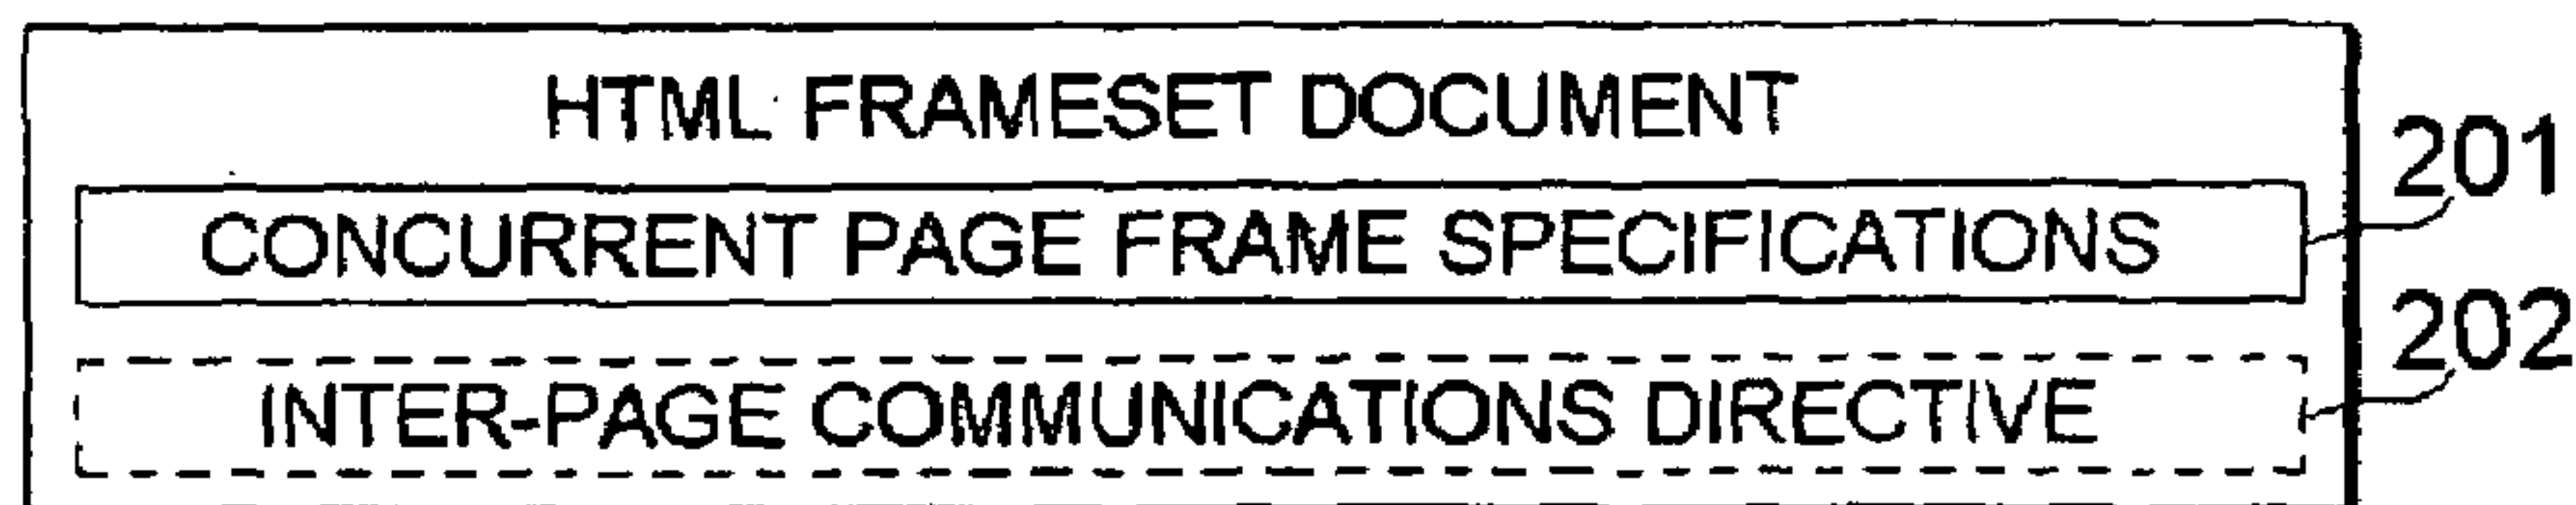 HTML FRAMESET DOCUMENT
201
CONCURRENT PAGE FRAME SPECIFICATIONS
202
INTER-PAGE COMMUNICATIONS DIRECTIVE